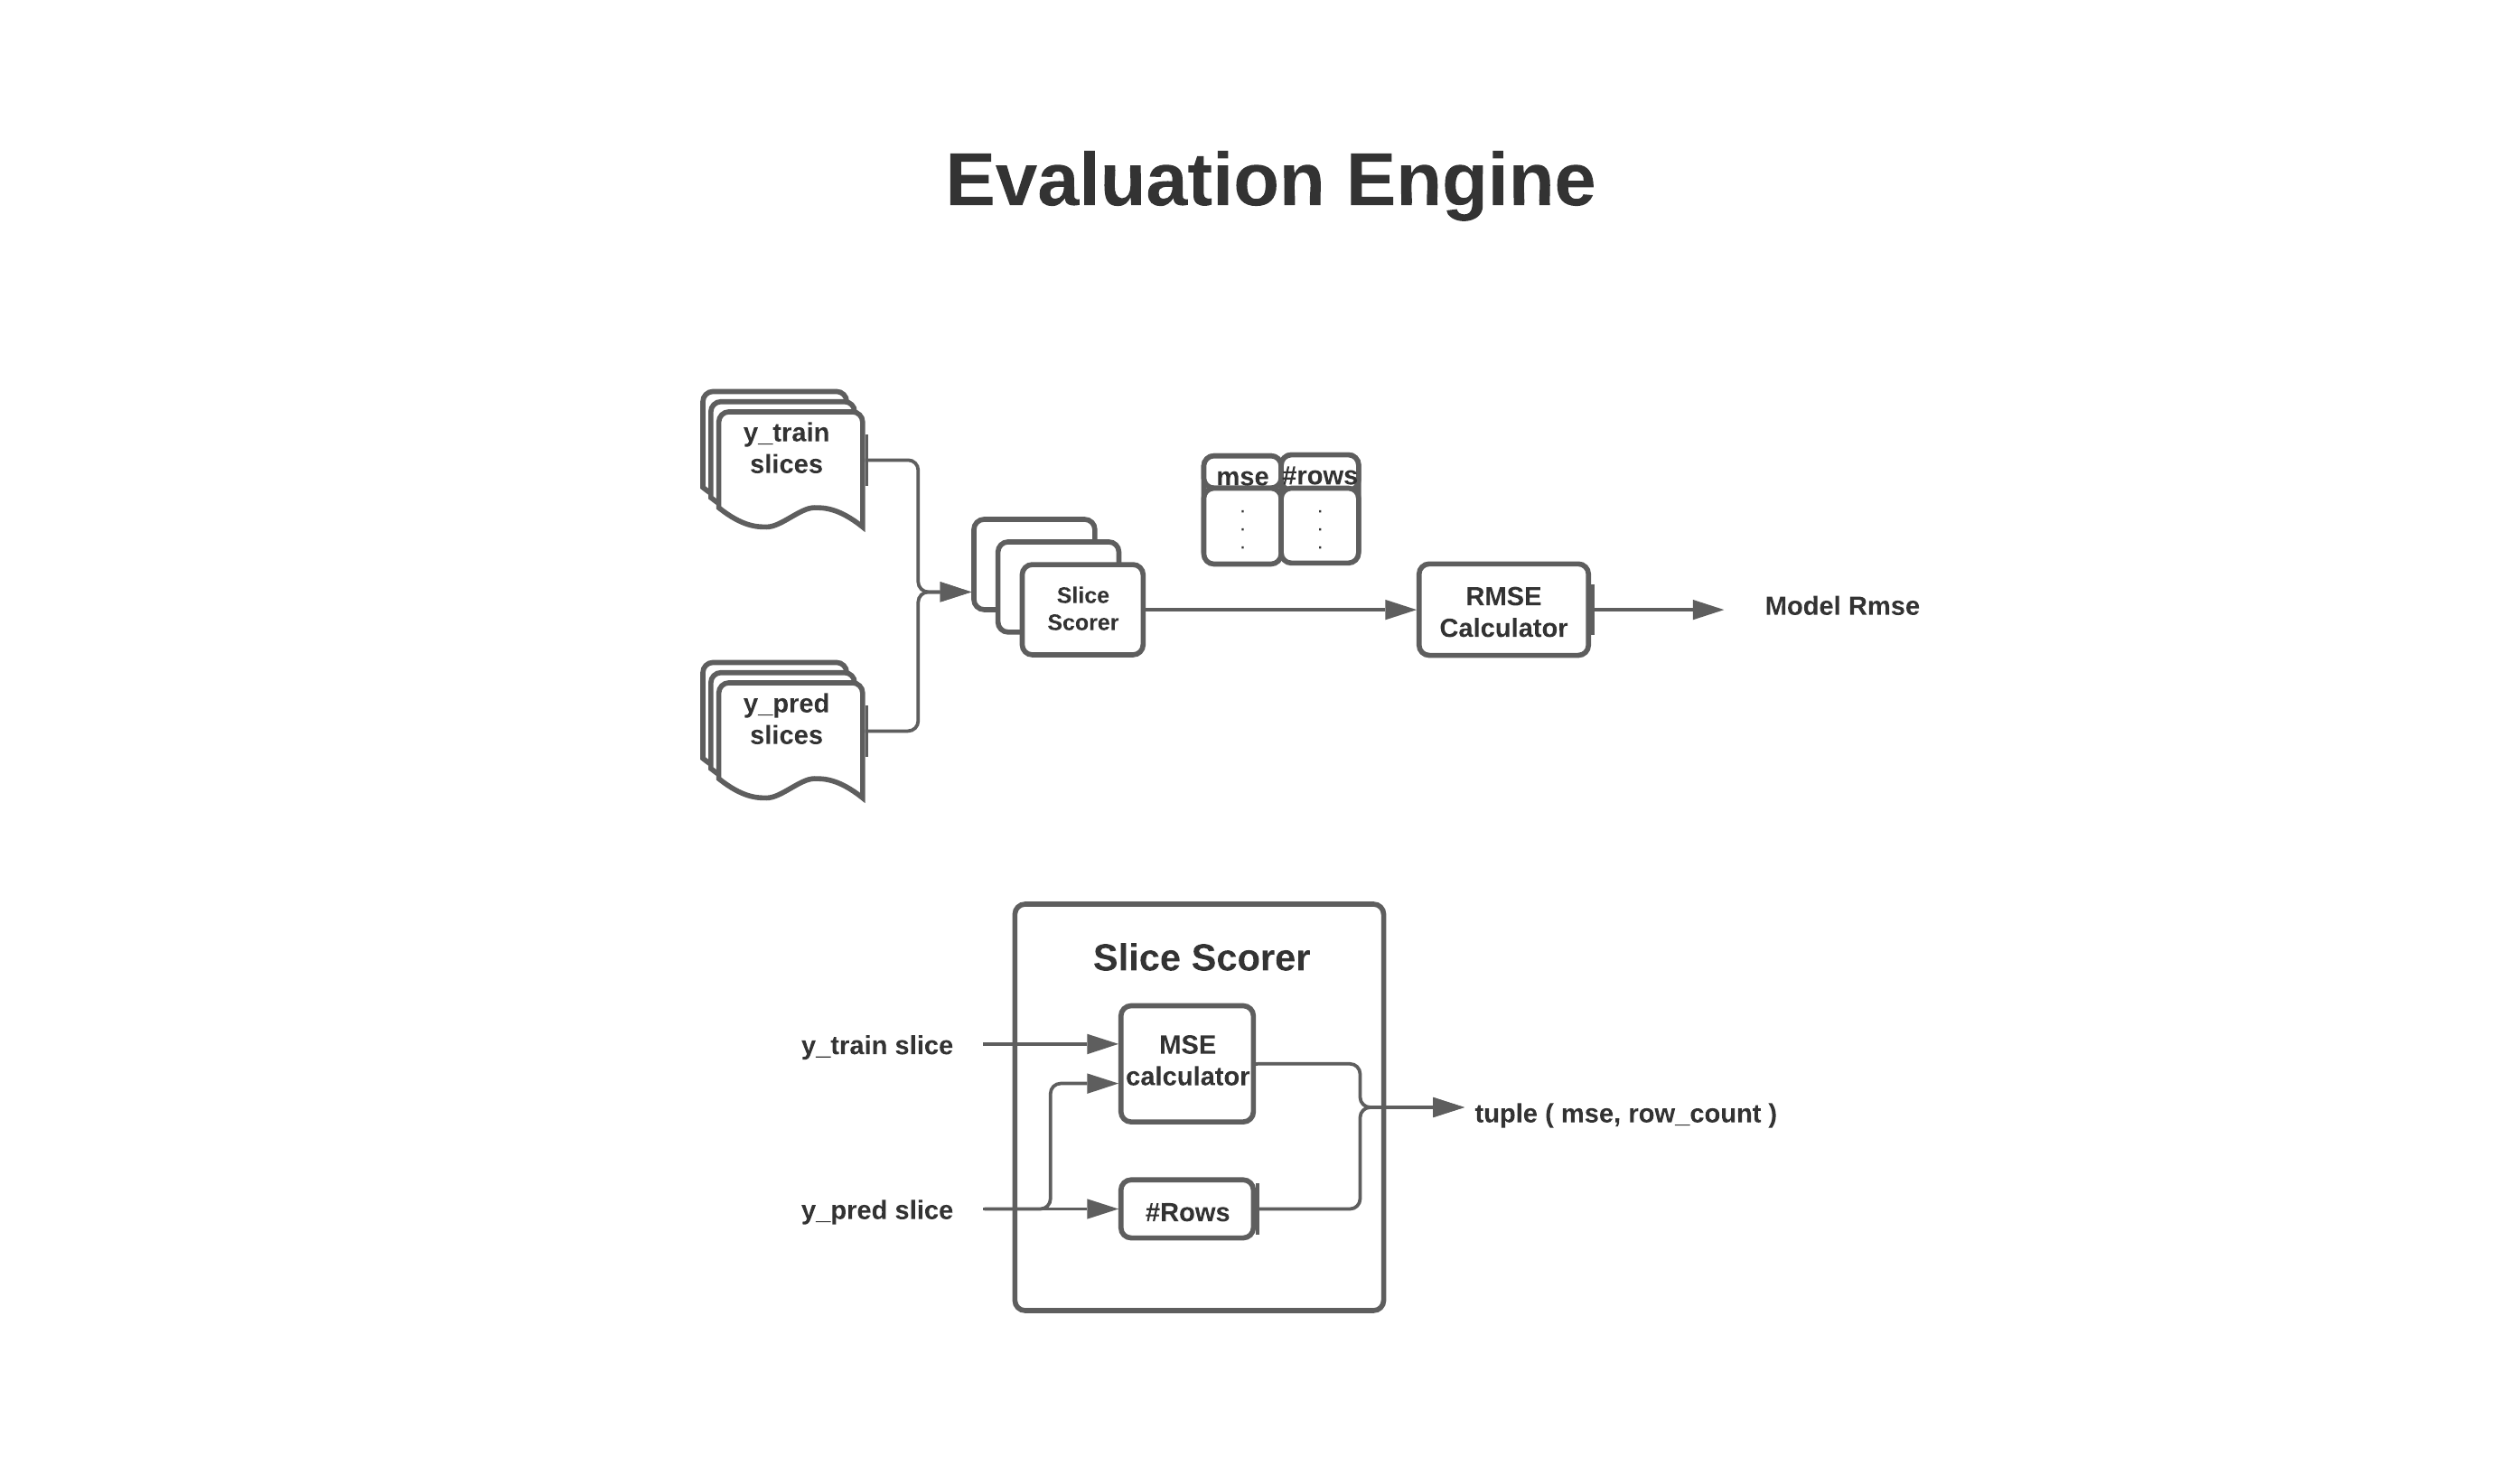 Evaluation Engine
y_train
slices
mse
#rows
.
.
.
.
.
.
Slice
Scorer
RMSE
Calculator
Model Rmse
y_pred
slices
Slice Scorer
y_train slice
MSE
calculator
tuple ( mse, row_count )
y_pred slice
#Rows